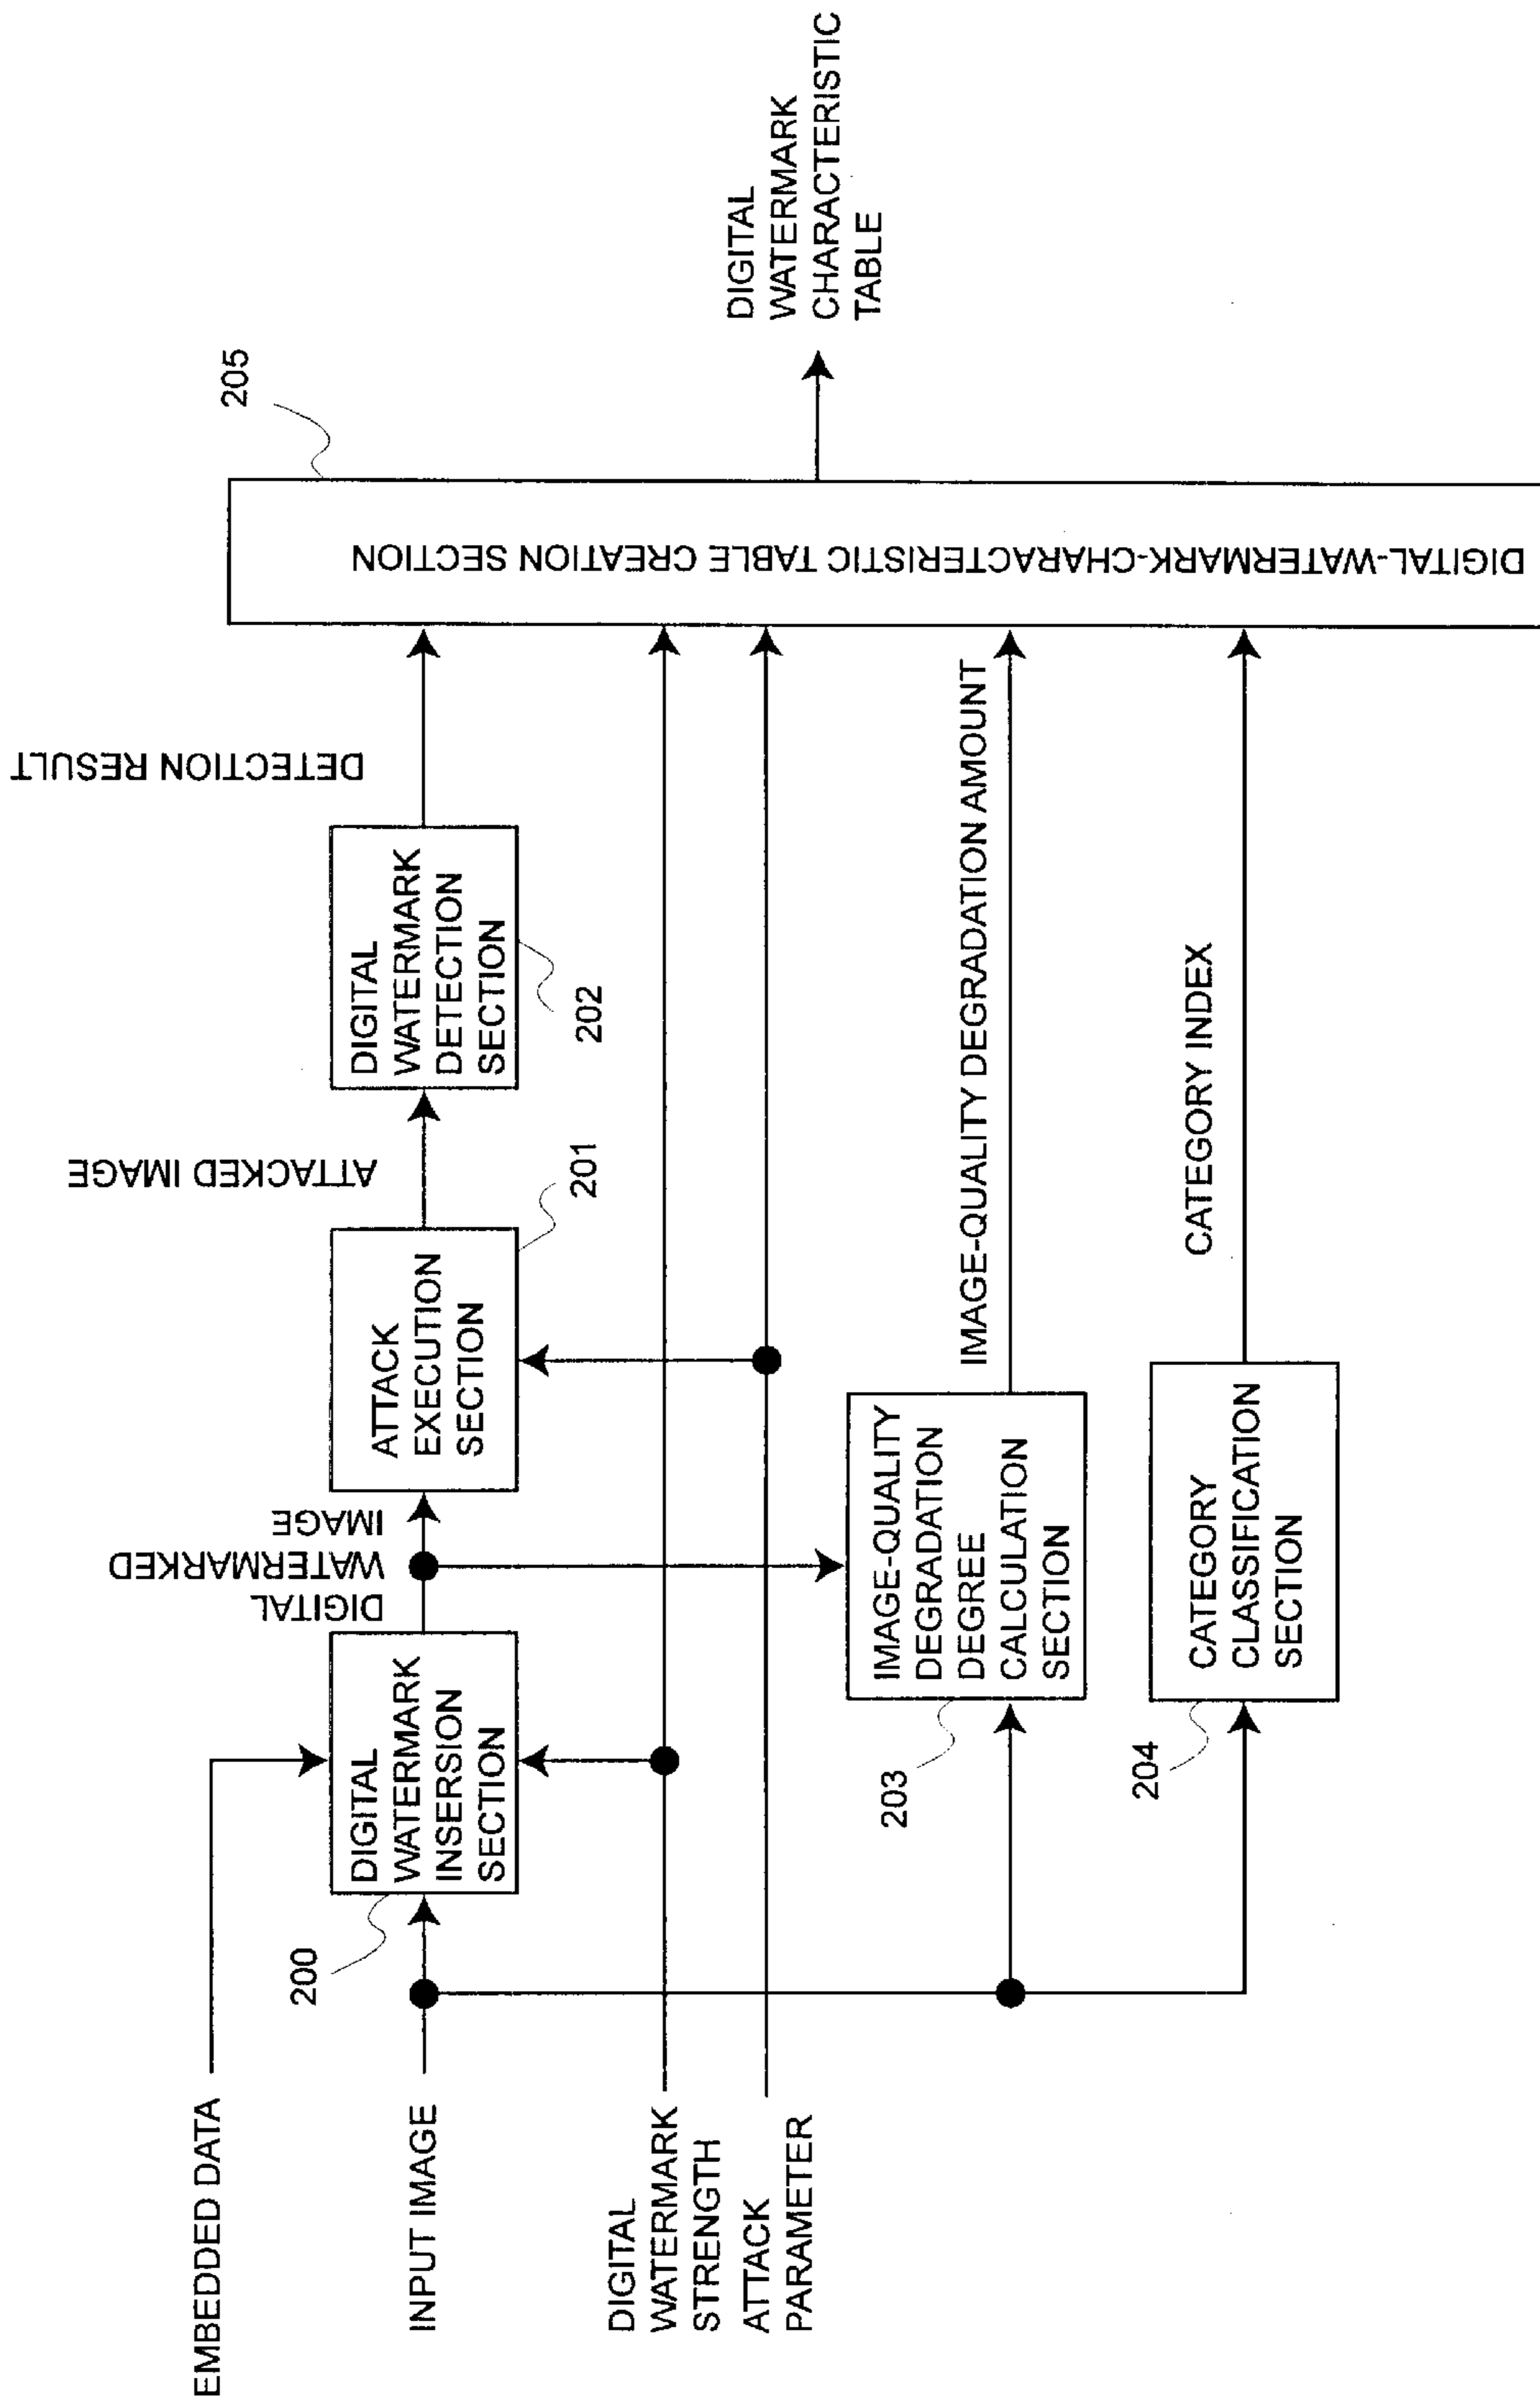 EMBEDDED DATA
INPUT IMAGE
DIGITAL
WATERMARK
STRENGTH
ATTACK
PARAMETER
200
DIGITAL
WATERMARK
INSERSION
SECTION
DIGITAL
WATERMARKED
IMAGE
ATTACK
EXECUTION
SECTION
201
ATTACKED IMAGE
DIGITAL
WATERMARK
DETECTION
SECTION
202
DETECTION RESULT
203
IMAGE-QUALITY
DEGRADATION
DEGREE
CALCULATION
SECTION
IMAGE-QUALITY DEGRADATION AMOUNT
204
CATEGORY
CLASSIFICATION
SECTION
CATEGORY INDEX
205
DIGITAL-WATERMARK-CHARACTERISTIC TABLE CREATION SECTION
DIGITAL
WATERMARK
CHARACTERISTIC
TABLE